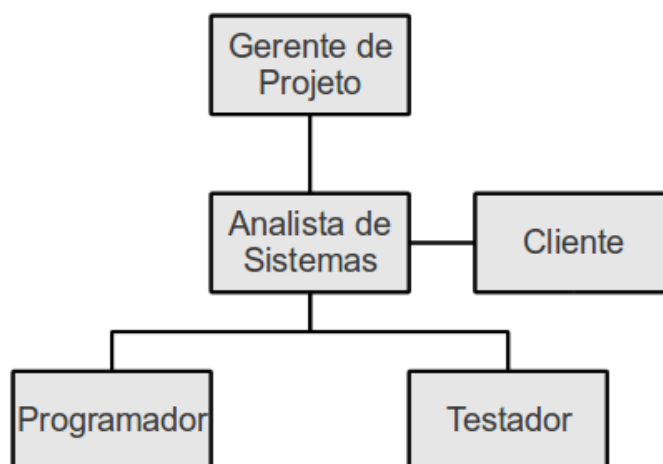 Gerente de
Projeto
Analista de
Sistemas
Cliente
Programador
Testador